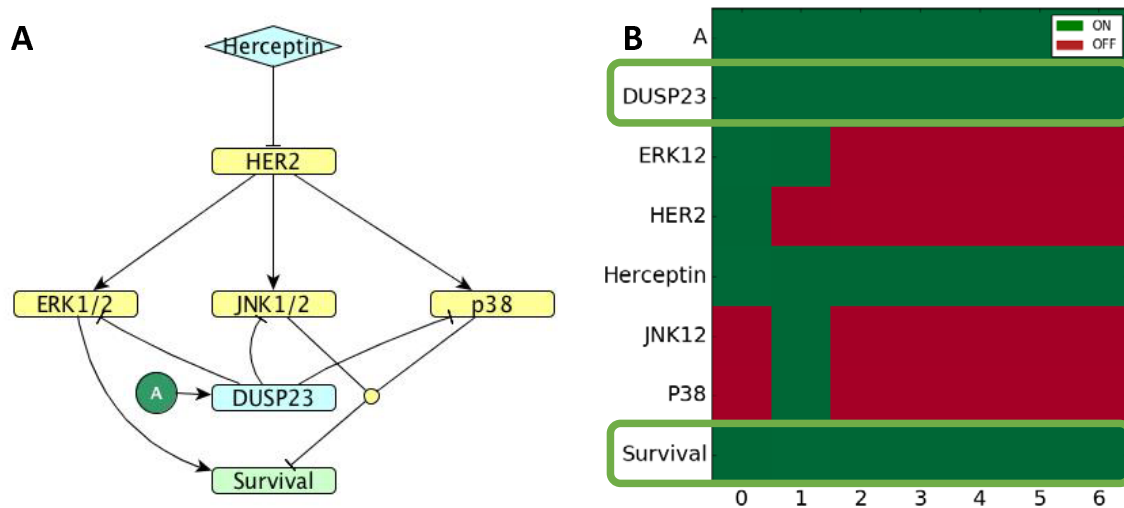 A
Herceptin
HER2
ERK1/2
JNK1/2
p38
A
DUSP23
Survival
B
ON
OFF
A
DUSP23
ERK12
HER2
Herceptin
JNK12
P38
Survival
0 1 2 3 4 5 6